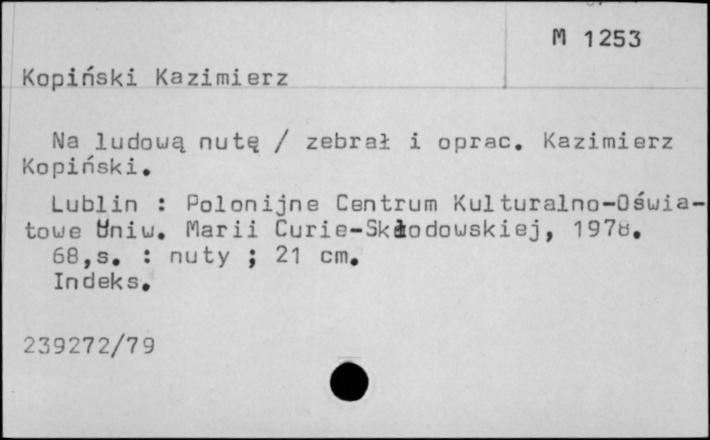 M 1253
Kopiński Kazimierz
Na ludową nutę / zebrał i oprac. Kazimierz
Kopiński.
Lublin : Polonijne Centrum Kulturalno-Oświa-
towe Uniw. Marii Curie-Skłodowskiej, 1978.
68,s. : nuty ; 21 cm.
Indeks.
239272/79